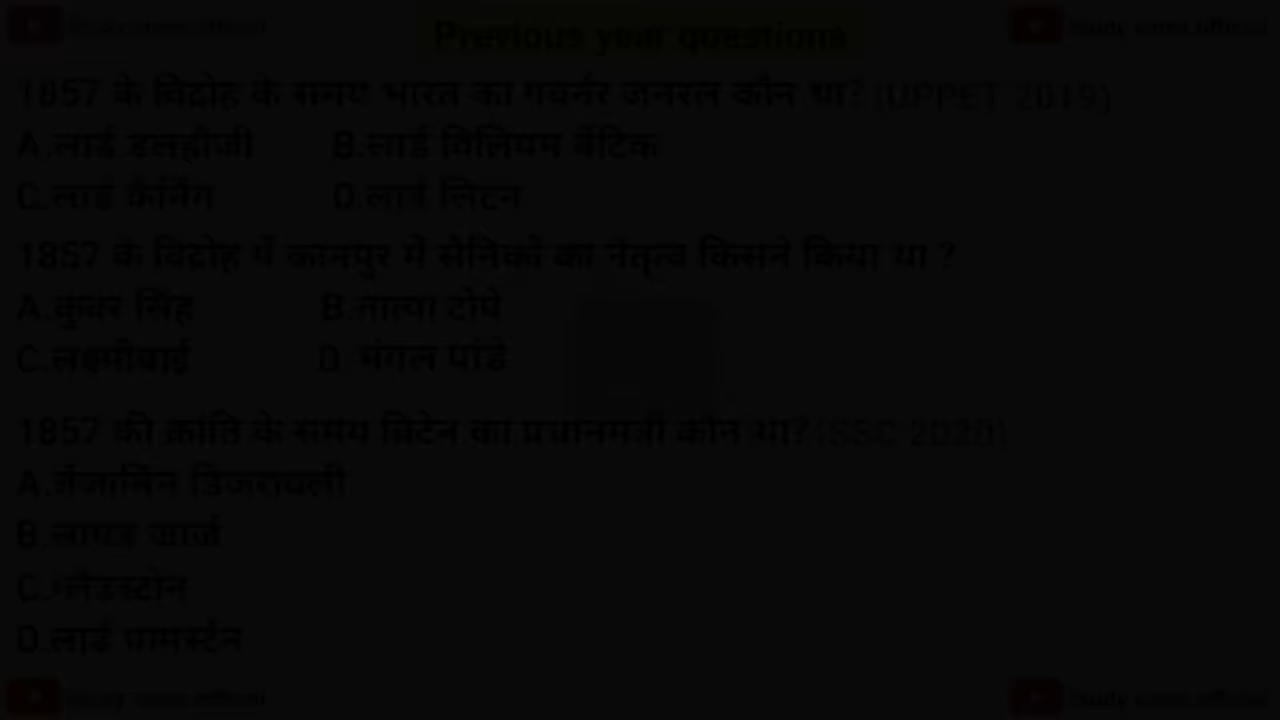 Previous year questions
1857 के विद्रोह के समय भारत का गवर्नर जनरल कौन था? (UPPET 2019)
A.लार्ड डलहौजी B.लार्ड विलियम बेंटिक
C.लार्ड कैनिंग D.लार्ड लिटन
1857 के विद्रोह में कानपुर में सैनिकों का नेतृत्व किसने किया था ?
A.कुंवर सिंह B.तात्या टोपे
C.लक्ष्मीबाई D. मंगल पांडे
1857 की क्रांति के समय ब्रिटेन का प्रधानमंत्री कौन था? (SSC 2020)
A.बेंजामिन डिजरायली
B.लायड जार्ज
C.ग्लैडस्टोन
D.लार्ड पामर्स्टन